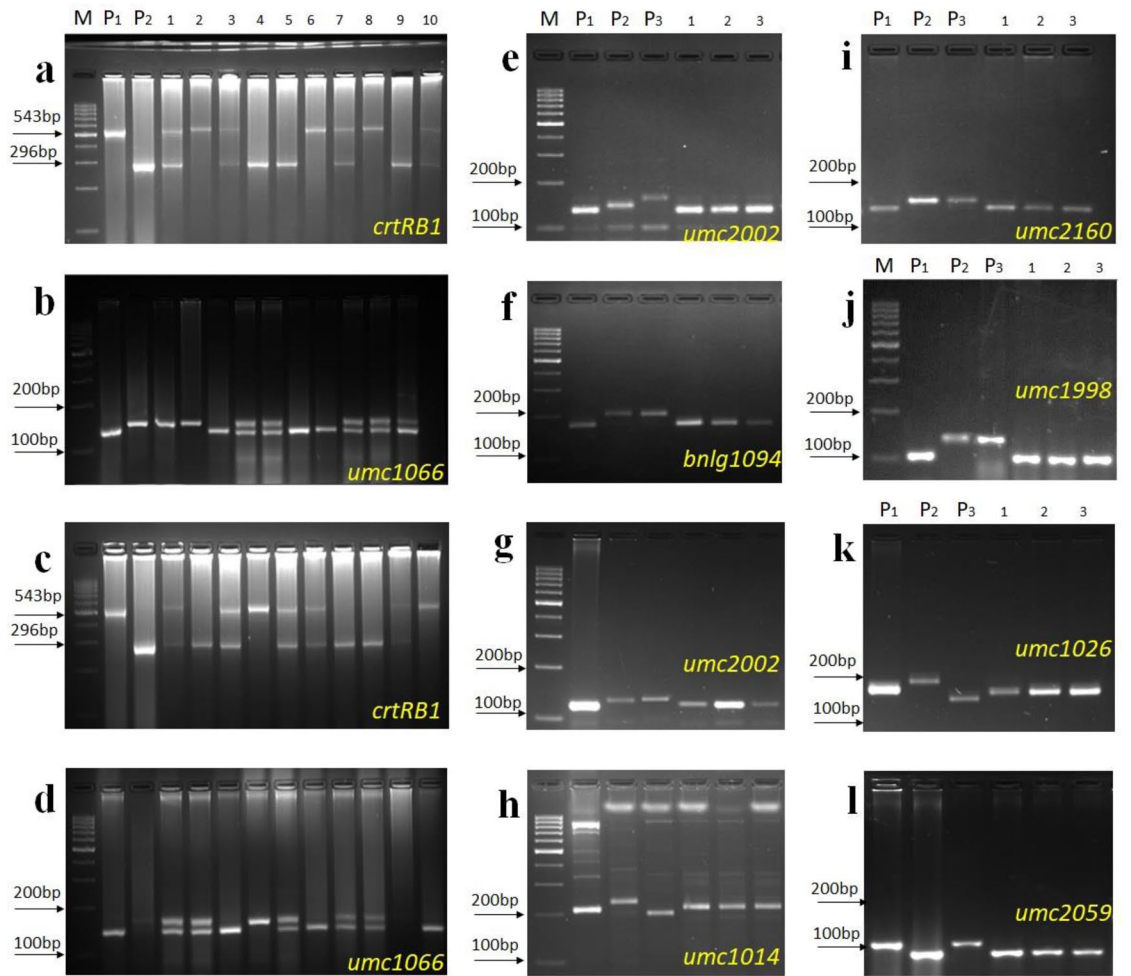 M P1 P2 1 2 3 4 5 6 7 8 9 10
a
543bp
296bp
crtRB1
b
200bp
100bp
umc1066
c
543bp
296bp
crtRB1
d
200bp
100bp
umc1066
M P1 P2 P3 1 2 3
e
200bp
100bp
umc2002
f
200bp
100bp
bnlg1094
g
200bp
100bp
umc2002
h
200bp
100bp
umc1014
P1 P2 P3 1 2 3
i
200bp
100bp
umc2160
M P1 P2 P3 1 2 3
j
umc1998
200bp
100bp
P1 P2 P3 1 2 3
k
umc1026
200bp
100bp
l
200bp
umc2059
100bp